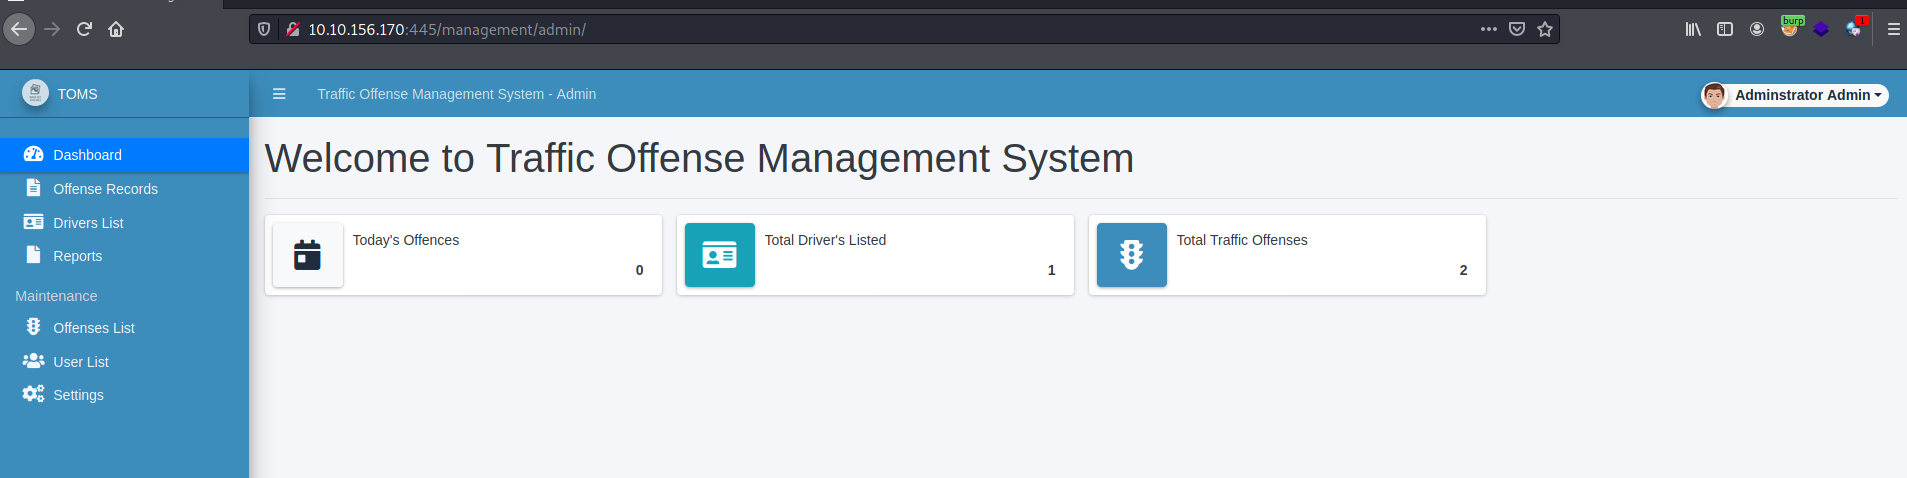 10.10.156.170:445/management/admin/
burp
1
TOMS
Traffic Offense Management System - Admin
Adminstrator Admin
Dashboard
Offense Records
Drivers List
Reports
Maintenance
Offenses List
User List
Settings
Welcome to Traffic Offense Management System
Today's Offences
0
Total Driver's Listed
1
Total Traffic Offenses
2